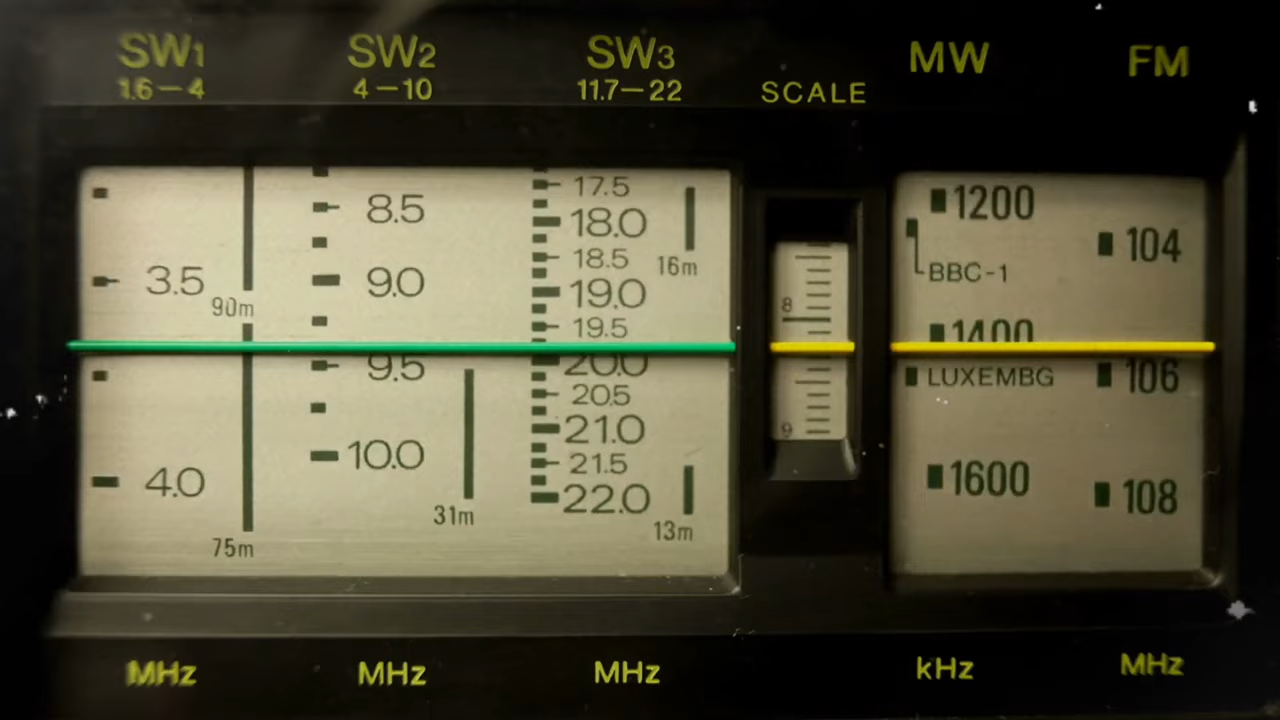 SW1 SW2 SW3 MW FM
1.6—4 4—10 11.7—22 SCALE
17.5
1200
8.5
18.0
104
18.5
16m
BBC-1
3.5
9.0
19.0
90m
8
19.5
1400
9.5
20.0
LUXEMBG
106
20.5
21.0
9
10.0
21.5
4.0
1600
22.0
108
31m
13m
75m
MHz MHz MHz kHz MHz